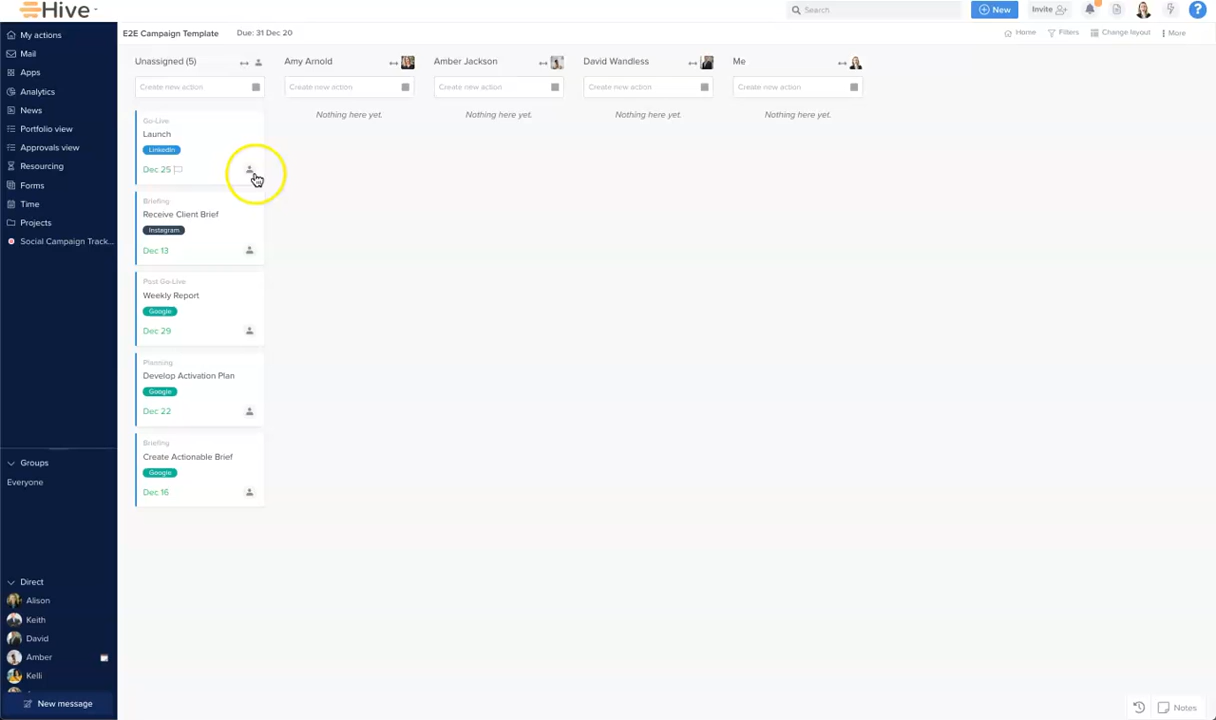 Hive
Search
New
Invite
?
E2E Campaign Template
Due: 31 Dec 20
Home
Filters
Change layout
More
My actions
Mail
Apps
Analytics
News
Portfolio view
Approvals view
Resourcing
Forms
Time
Projects
Social Campaign Track...
Groups
Everyone
Direct
Alison
Keith
David
Amber
Kelli
New message
Unassigned (5)
Create new action
Go-Live
Launch
LinkedIn
Dec 25
Briefing
Receive Client Brief
Instagram
Dec 13
Post Go-Live
Weekly Report
Google
Dec 29
Planning
Develop Activation Plan
Google
Dec 22
Briefing
Create Actionable Brief
Google
Dec 16
Amy Arnold
Create new action
Nothing here yet.
Amber Jackson
Create new action
Nothing here yet.
David Wandless
Create new action
Nothing here yet.
Me
Create new action
Nothing here yet.
Notes